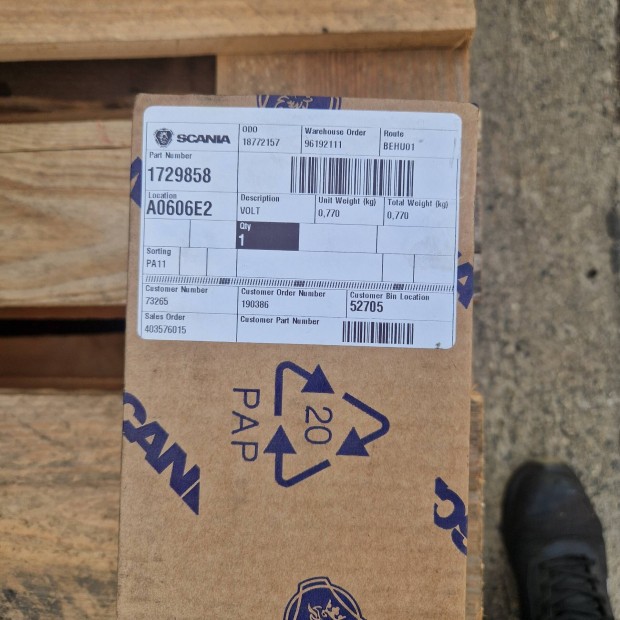 SCANIA
ODO
18772157
Warehouse Order
96192111
Route
BEHU01
Part Number
1729858
Location
A0606E2
Description
VOLT
Unit Weight (kg)
0,770
Total Weight (kg)
0,770
Qty
1
Sorting
PA11
Customer Number
73265
Customer Order Number
190386
Customer Bin Location
52705
Sales Order
403576015
Customer Part Number
20
PAP
CANIA
SC